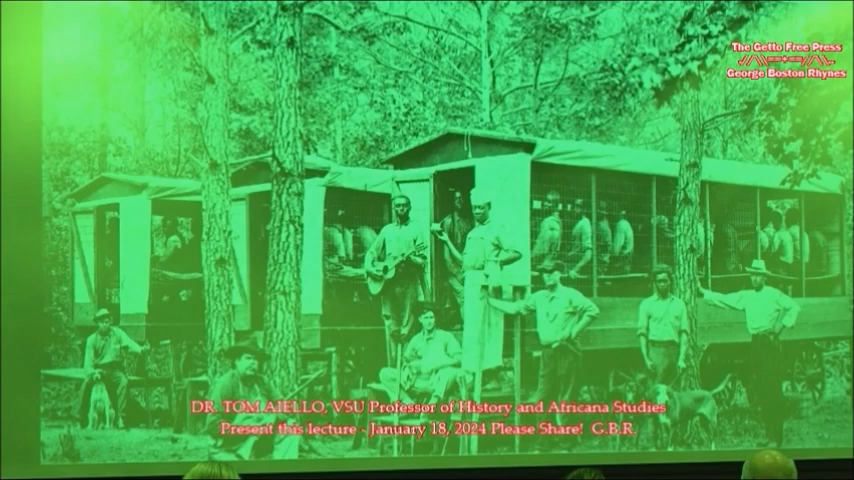 The Getto Free Press
George Boston Rhynes
DR. TOM AIELLO, VSU Professor of History and Africana Studies
Present this lecture - January 18, 2024 Please Share! G.B.R.